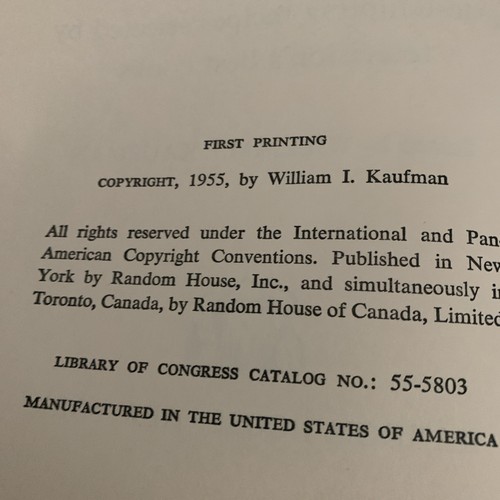 FIRST PRINTING
COPYRIGHT, 1955, by William I. Kaufman
All rights reserved under the International and Pan-
American Copyright Conventions. Published in New
York by Random House, Inc., and simultaneously in
Toronto, Canada, by Random House of Canada, Limited
LIBRARY OF CONGRESS CATALOG NO.: 55-5803
MANUFACTURED IN THE UNITED STATES OF AMERICA